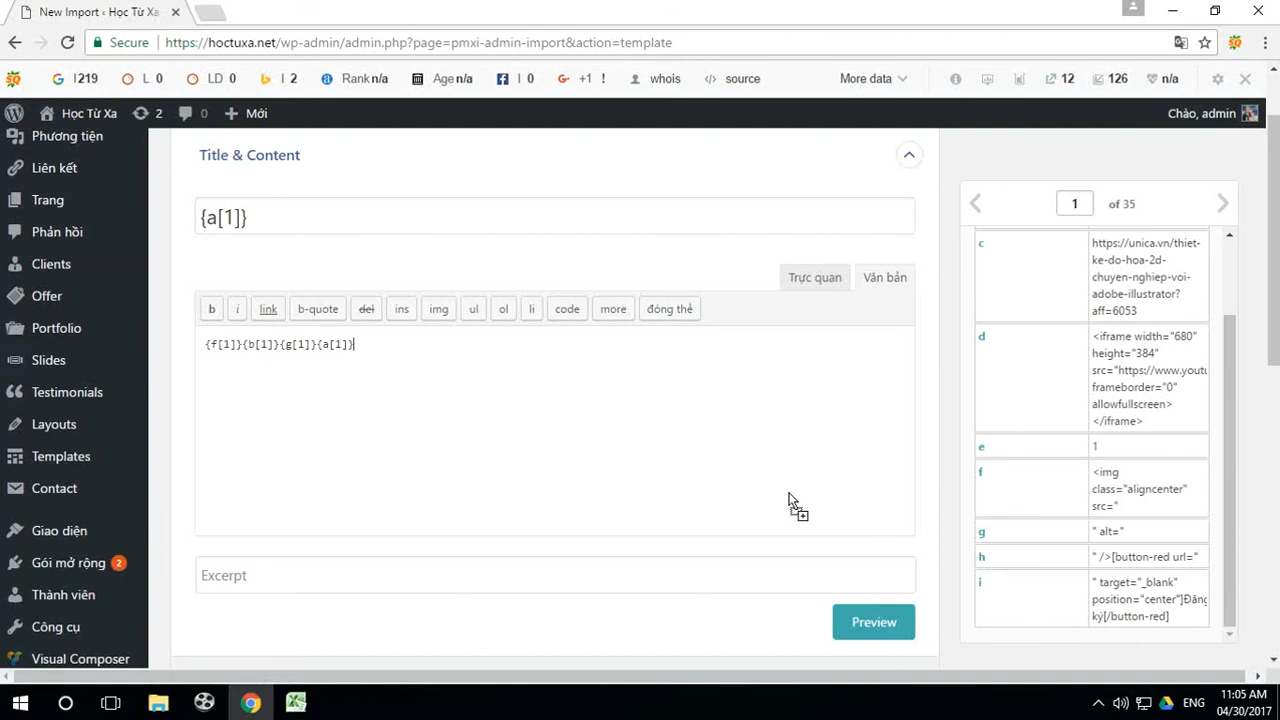 New Import ‹ Học Từ Xa
Secure https://hoctuxa.net/wp-admin/admin.php?page=pmxi-admin-import&action=template
I 219 L 0 LD 0 I 2 Rank n/a Age n/a I 0 +1 ! whois source More data 12 126 n/a
Học Từ Xa 2 0 Mới Chào, admin
Phương tiện
Liên kết
Trang
Phản hồi
Clients
Offer
Portfolio
Slides
Testimonials
Layouts
Templates
Contact
Giao diện
Gói mở rộng 2
Thành viên
Công cụ
Visual Composer
Title & Content
{a[1]}
Trực quan Văn bản
b i link b-quote del ins img ul ol li code more đóng thẻ
{f[1]}{b[1]}{g[1]}{a[1]}
Excerpt
Preview
1 of 35
c https://unica.vn/thiet-
ke-do-hoa-2d-
chuyen-nghiep-voi-
adobe-illustrator?
aff=6053
d <iframe width="680"
height="384"
src="https://www.yout
frameborder="0"
allowfullscreen>
</iframe>
e 1
f <img
class="aligncenter"
src="
g " alt="
h " />[button-red url="
i " target="_blank"
position="center"]Đăng
ký[/button-red]
ENG 11:05 AM
04/30/2017